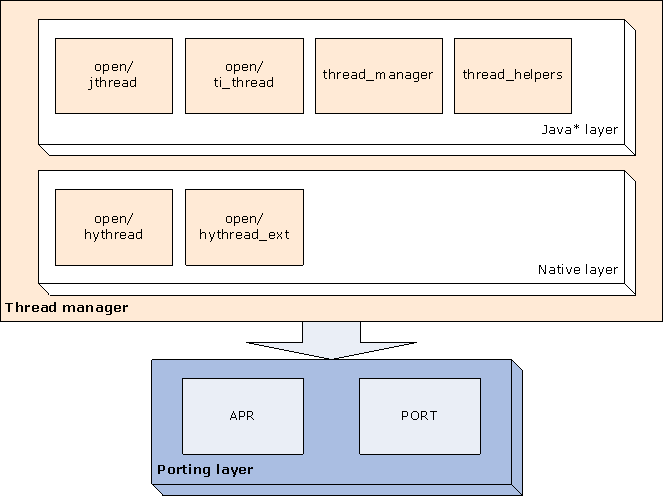 open/
jthread
open/
ti_thread
thread_manager
thread_helpers
Java* layer
open/
hythread
open/
hythread_ext
Native layer
Thread manager
APR
PORT
Porting layer